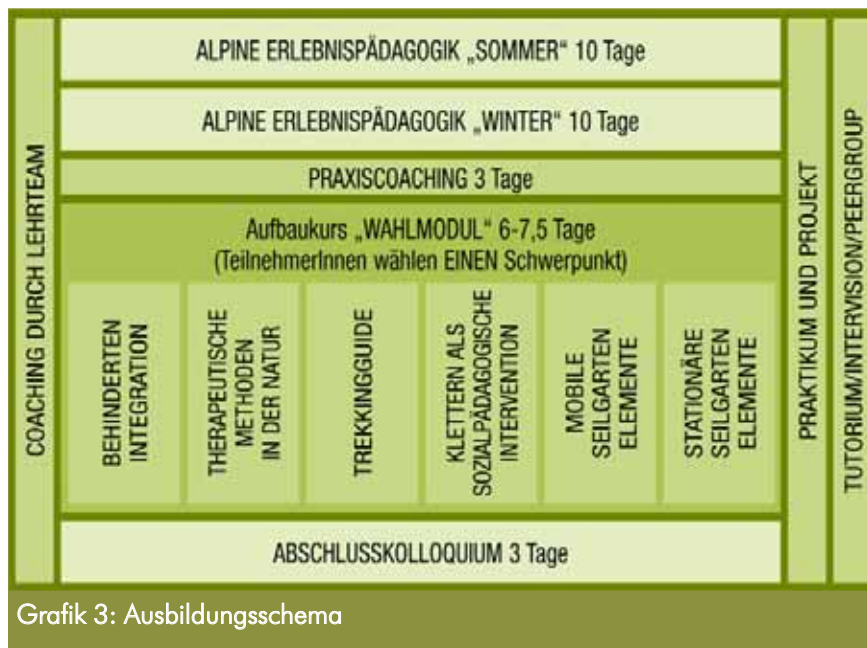 COACHING DURCH LEHRTEAM
ALPINE ERLEBNISPÄDAGOGIK „SOMMER“ 10 Tage
ALPINE ERLEBNISPÄDAGOGIK „WINTER“ 10 Tage
PRAXISCOACHING 3 Tage
Aufbaukurs „WAHLMODUL“ 6-7,5 Tage
(TeilnehmerInnen wählen EINEN Schwerpunkt)
BEHINDERTEN
INTEGRATION
THERAPEUTISCHE
METHODEN
IN DER NATUR
TREKKINGGUIDE
KLETTERN ALS
SOZIALPÄDAGOGISCHE
INTERVENTION
MOBILE
SEILGARTEN
ELEMENTE
STATIONÄRE
SEILGARTEN
ELEMENTE
ABSCHLUSSKOLLOQUIUM 3 Tage
PRAKTIKUM UND PROJEKT
TUTORIUM/INTERVISION/PEERGROUP
Grafik 3: Ausbildungsschema